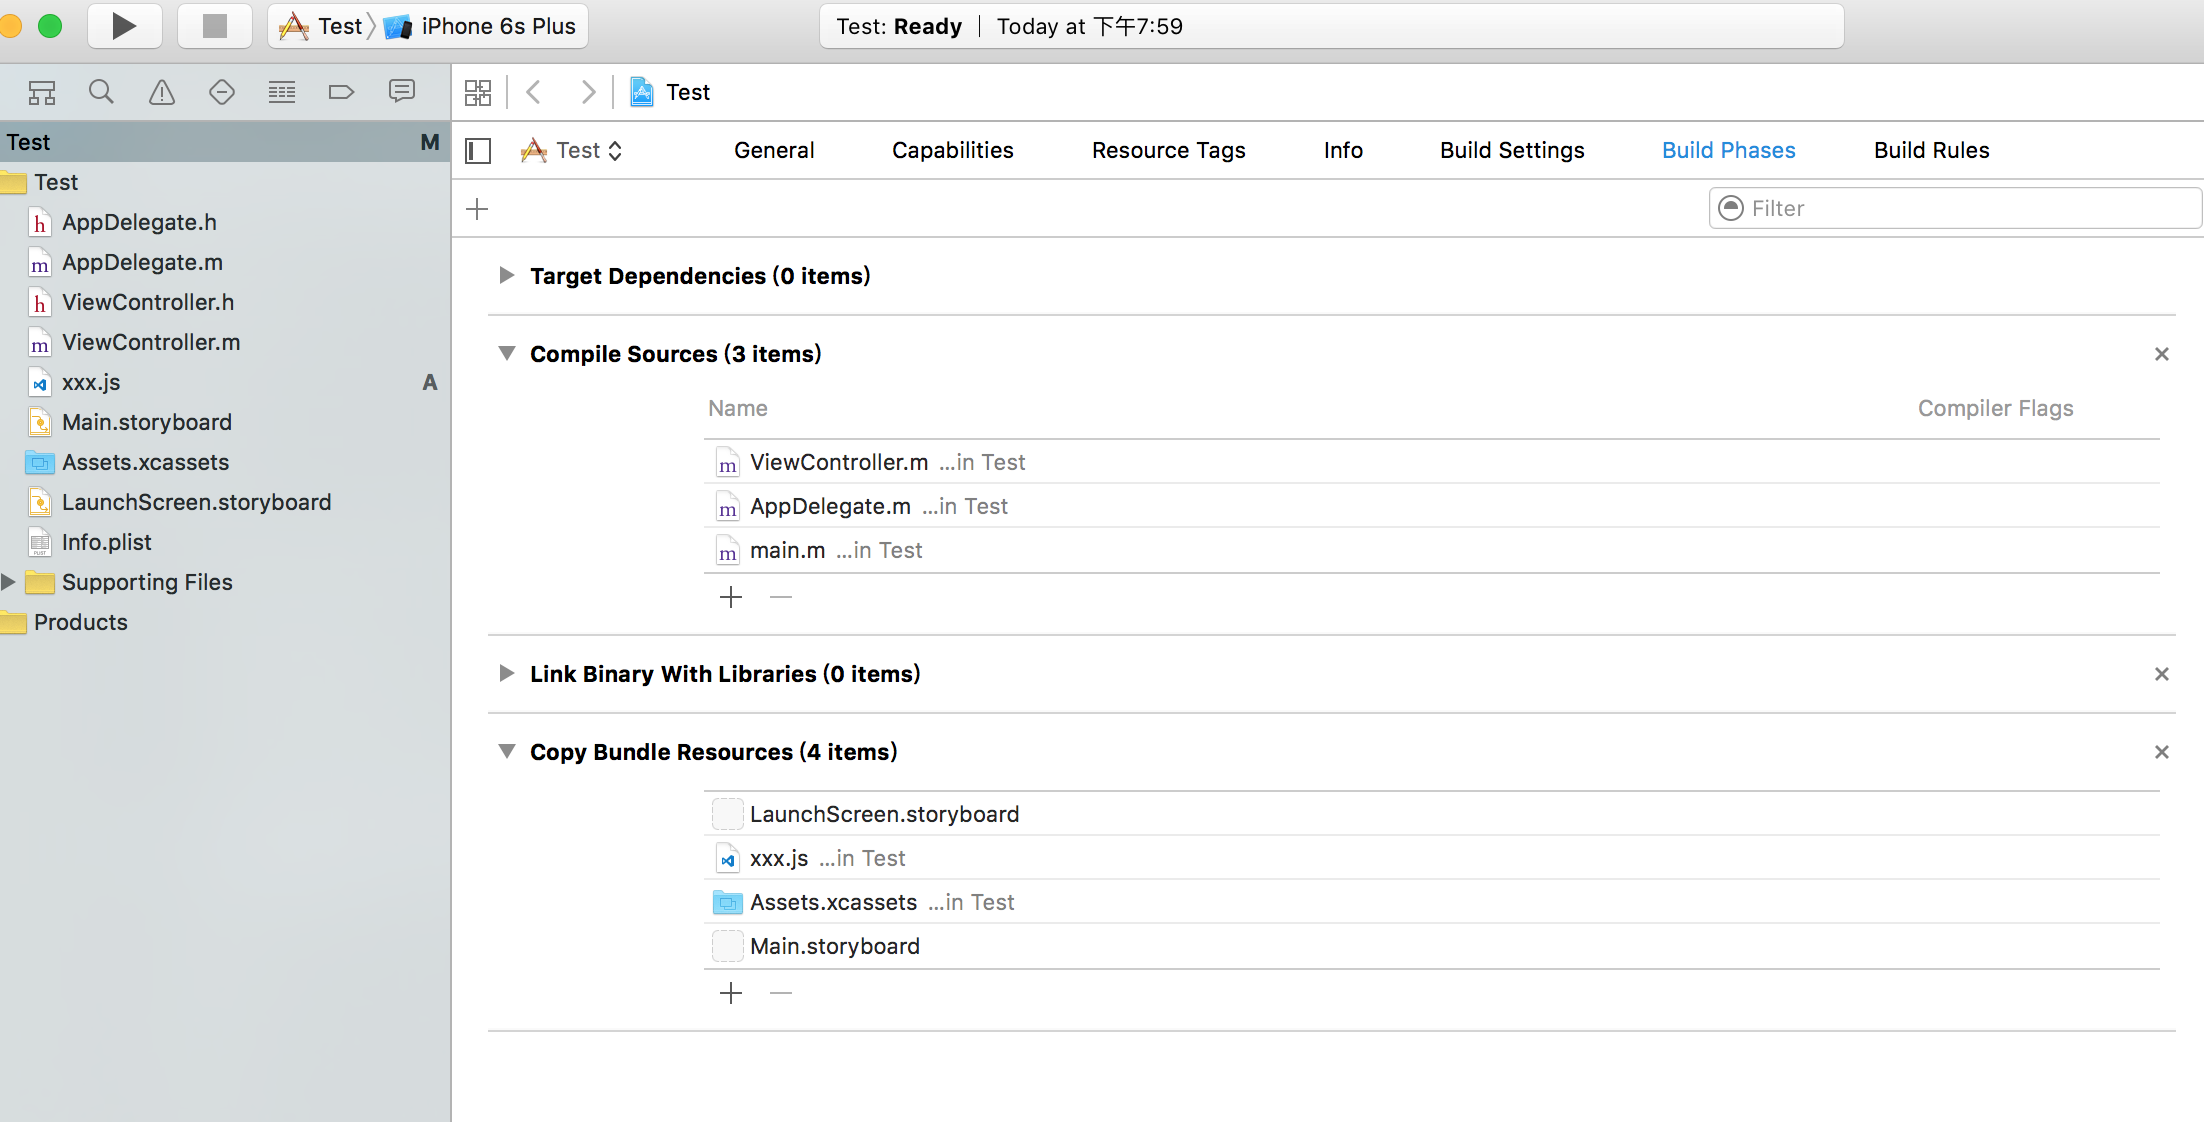 Test iPhone 6s Plus Test: Ready Today at 下午7:59
Test
Test General Capabilities Resource Tags Info Build Settings Build Phases Build Rules
Filter
Test M
Test
h AppDelegate.h
m AppDelegate.m
h ViewController.h
m ViewController.m
xxx.js A
Main.storyboard
Assets.xcassets
LaunchScreen.storyboard
PLIST Info.plist
Supporting Files
Products
Target Dependencies (0 items)
Compile Sources (3 items)
Name Compiler Flags
m ViewController.m ...in Test
m AppDelegate.m ...in Test
m main.m ...in Test
Link Binary With Libraries (0 items)
Copy Bundle Resources (4 items)
LaunchScreen.storyboard
xxx.js ...in Test
Assets.xcassets ...in Test
Main.storyboard